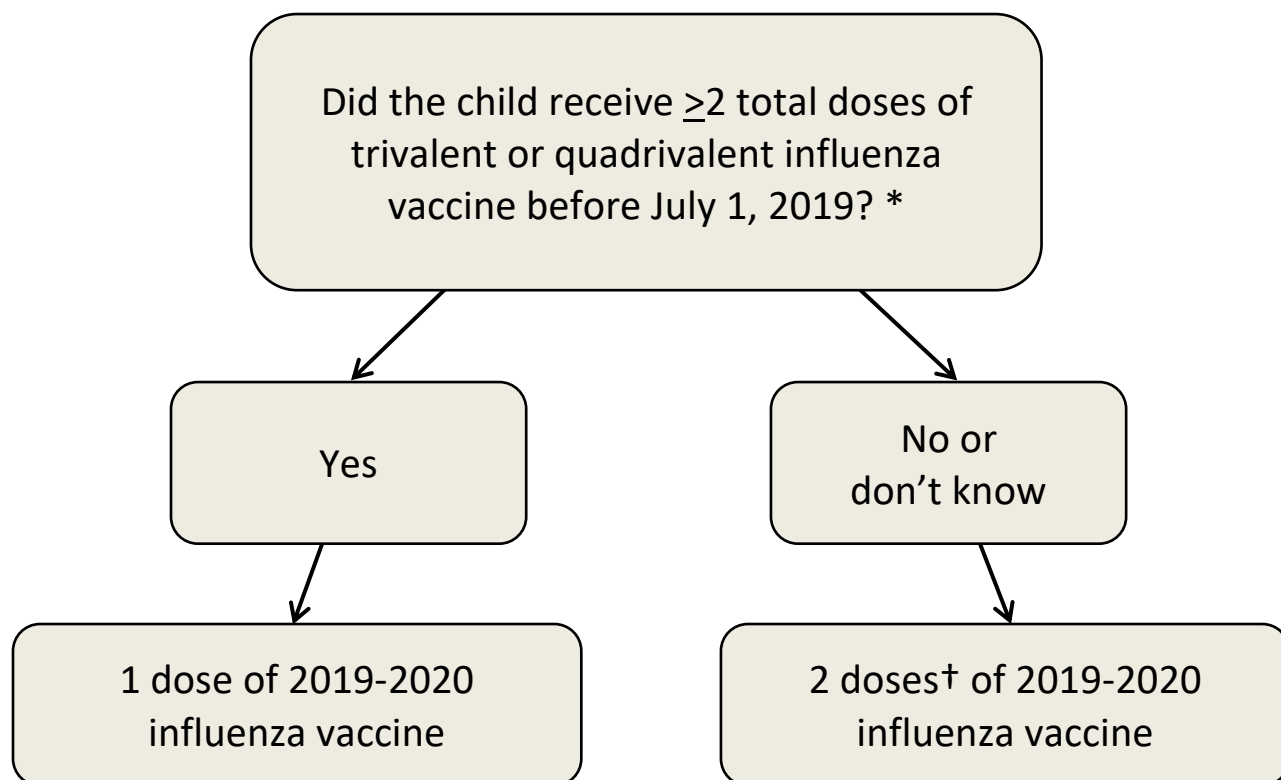 Did the child receive ≥2 total doses of
trivalent or quadrivalent influenza
vaccine before July 1, 2019? *
Yes
No or
don’t know
1 dose of 2019-2020
influenza vaccine
2 doses† of 2019-2020
influenza vaccine